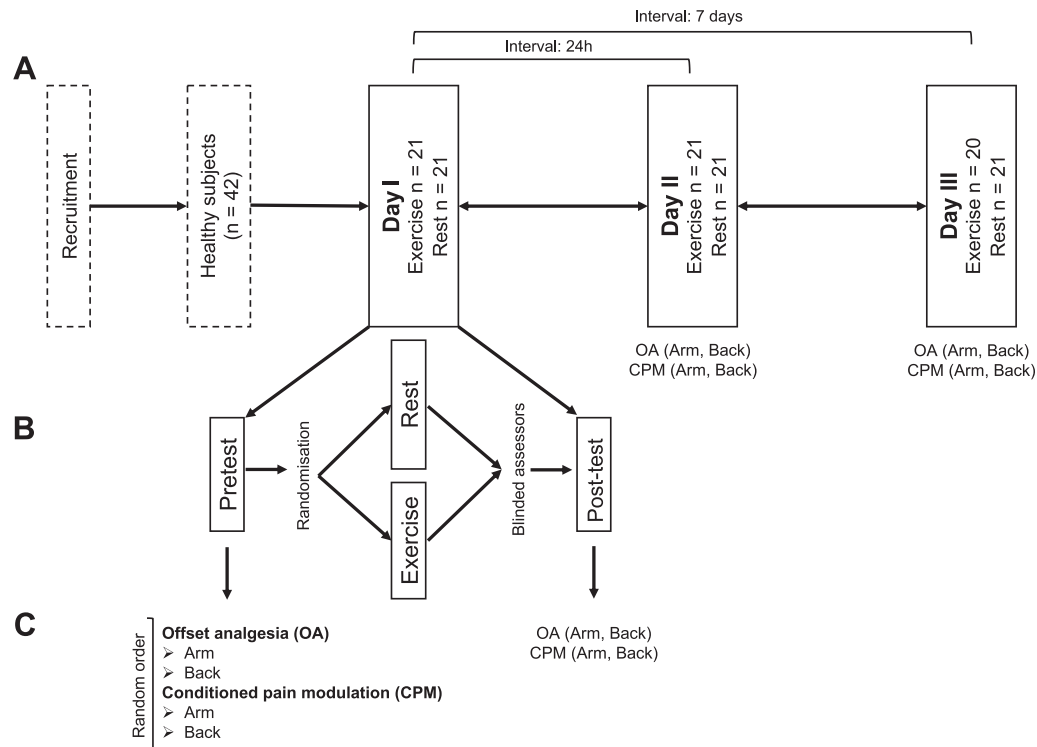 Interval: 7 days
Interval: 24h
A
Recruitment
Healthy subjects
(n = 42)
Day I
Exercise n = 21
Rest n = 21
Day II
Exercise n = 21
Rest n = 21
Day III
Exercise n = 20
Rest n = 21
OA (Arm, Back)
CPM (Arm, Back)
OA (Arm, Back)
CPM (Arm, Back)
B
Pretest
Randomisation
Rest
Exercise
Blinded assessors
Post-test
C
Random order
Offset analgesia (OA)
➢ Arm
➢ Back
Conditioned pain modulation (CPM)
➢ Arm
➢ Back
OA (Arm, Back)
CPM (Arm, Back)